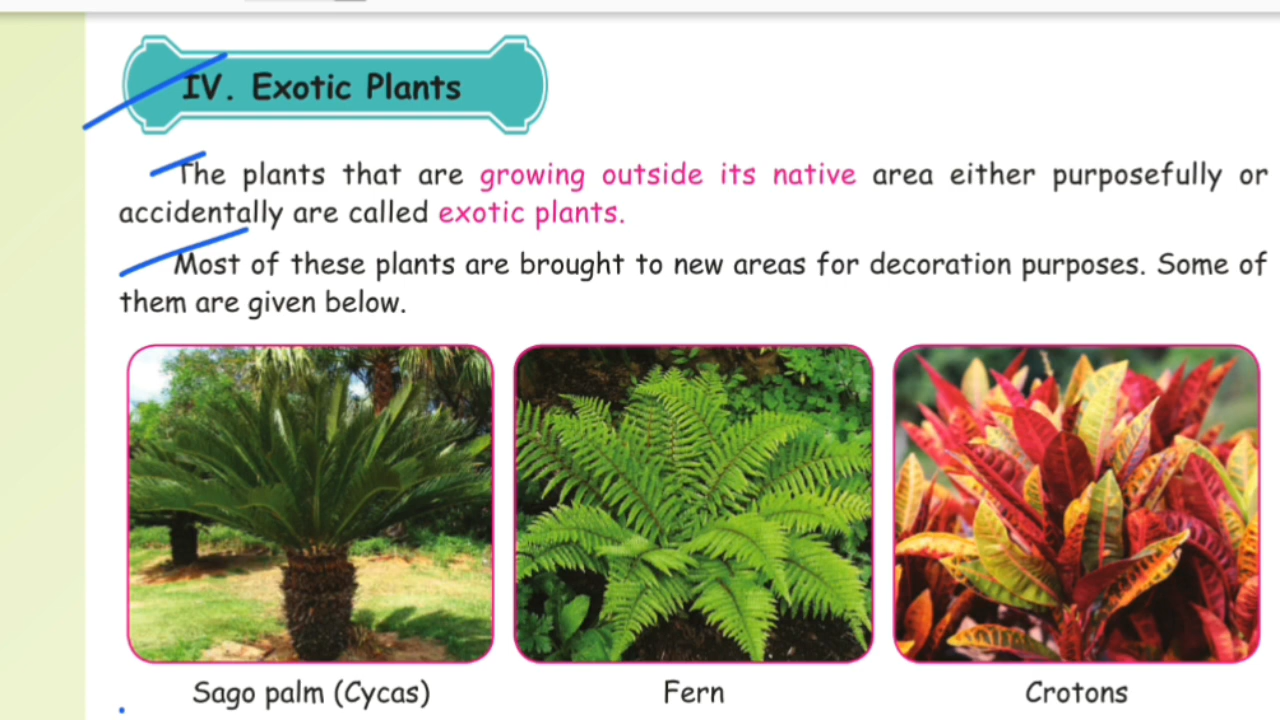 IV. Exotic Plants
The plants that are growing outside its native area either purposefully or
accidentally are called exotic plants.
Most of these plants are brought to new areas for decoration purposes. Some of
them are given below.
Sago palm (Cycas)
Fern
Crotons